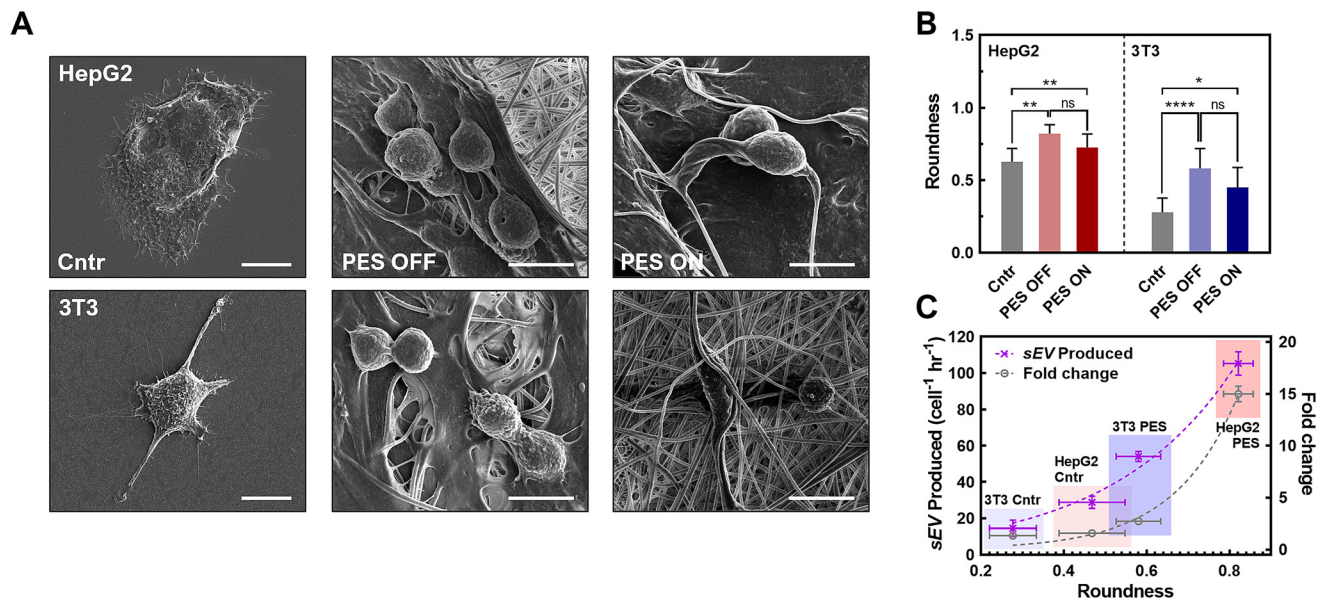 A
HepG2
Cntr
PES OFF
PES ON
3T3
B
1.5
1.0
0.5
0.0
Roundness
HepG2
3T3
**
** ns
*
**** ns
Cntr
PES OFF
PES ON
Cntr
PES OFF
PES ON
C
120
100
80
60
40
20
0
sEV Produced (cell-1 hr-1)
sEV Produced
Fold change
3T3 Cntr
HepG2
Cntr
3T3 PES
HepG2
PES
20
15
10
5
0
Fold change
0.2 0.4 0.6 0.8
Roundness